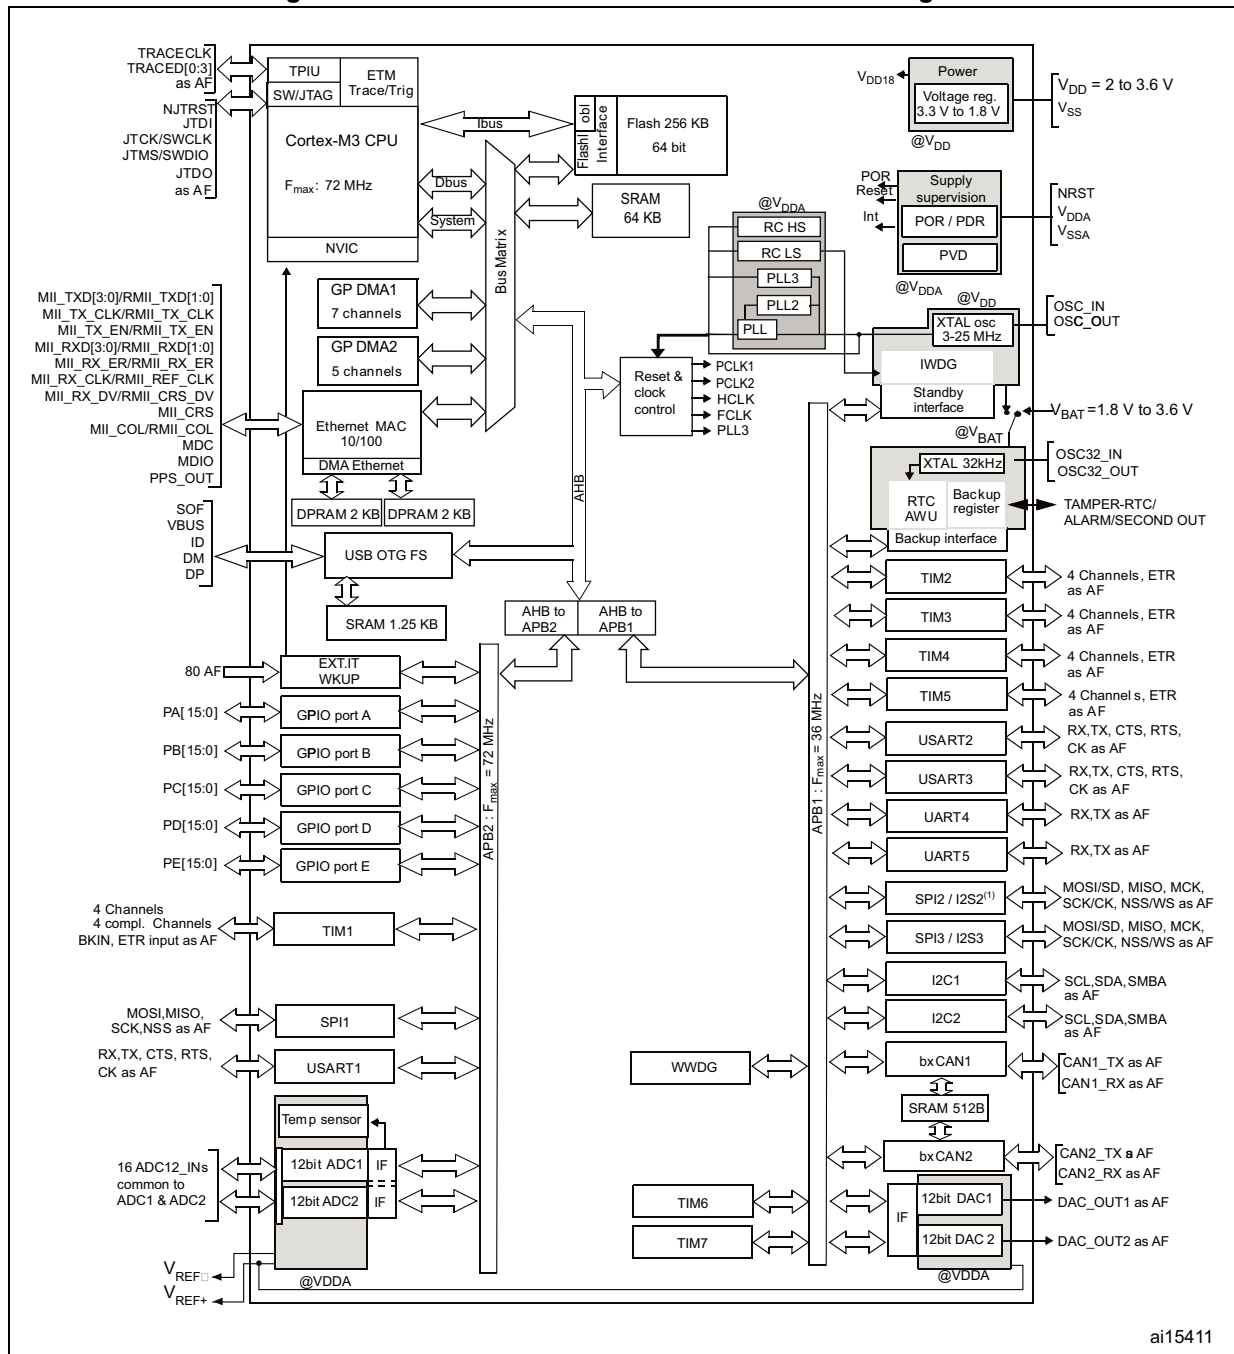 TRACECLK
TRACED[0:3]
as AF
TPIU
ETM
Trace/Trig
SW/JTAG
NJTRST
JTDI
JTCK/SWCLK
JTMS/SWDIO
JTDO
as AF
Cortex-M3 CPU
Fmax: 72 MHz
NVIC
Ibus
Dbus
System
Bus Matrix
FlashI
obl
Interface
Flash 256 KB
64 bit
SRAM
64 KB
VDD18
Power
Voltage reg.
3.3 V to 1.8 V
@VDD
VDD = 2 to 3.6 V
VSS
POR
Reset
Int
Supply
supervision
POR / PDR
PVD
@VDDA
NRST
VDDA
VSSA
@VDDA
RC HS
RC LS
PLL3
PLL2
PLL
@VDD
XTAL osc
3-25 MHz
IWDG
Standby
interface
OSC_IN
OSC_OUT
VBAT=1.8 V to 3.6 V
@VBAT
GP DMA1
7 channels
GP DMA2
5 channels
MII_TXD[3:0]/RMII_TXD[1:0]
MII_TX_CLK/RMII_TX_CLK
MII_TX_EN/RMII_TX_EN
MII_RXD[3:0]/RMII_RXD[1:0]
MII_RX_ER/RMII_RX_ER
MII_RX_CLK/RMII_REF_CLK
MII_RX_DV/RMII_CRS_DV
MII_CRS
MII_COL/RMII_COL
MDC
MDIO
PPS_OUT
Ethernet MAC
10/100
DMA Ethernet
DPRAM 2 KB
DPRAM 2 KB
Reset &
clock
control
PCLK1
PCLK2
HCLK
FCLK
PLL3
AHB
XTAL 32kHz
RTC
AWU
Backup
register
Backup interface
OSC32_IN
OSC32_OUT
TAMPER-RTC/
ALARM/SECOND OUT
SOF
VBUS
ID
DM
DP
USB OTG FS
SRAM 1.25 KB
AHB to
APB2
AHB to
APB1
80 AF
EXT.IT
WKUP
PA[15:0]
GPIO port A
PB[15:0]
GPIO port B
PC[15:0]
GPIO port C
PD[15:0]
GPIO port D
PE[15:0]
GPIO port E
4 Channels
4 compl. Channels
BKIN, ETR input as AF
TIM1
MOSI,MISO,
SCK,NSS as AF
SPI1
RX,TX, CTS, RTS,
CK as AF
USART1
Temp sensor
16 ADC12_INs
common to
ADC1 & ADC2
12bit ADC1
IF
12bit ADC2
IF
VREF□
VREF+
@VDDA
APB2 : Fmax = 72 MHz
APB1 : Fmax = 36 MHz
TIM2
4 Channels, ETR
as AF
TIM3
4 Channels, ETR
as AF
TIM4
4 Channels, ETR
as AF
TIM5
4 Channels, ETR
as AF
USART2
RX,TX, CTS, RTS,
CK as AF
USART3
RX,TX, CTS, RTS,
CK as AF
UART4
RX,TX as AF
UART5
RX,TX as AF
SPI2 / I2S2(1)
MOSI/SD, MISO, MCK,
SCK/CK, NSS/WS as AF
SPI3 / I2S3
MOSI/SD, MISO, MCK,
SCK/CK, NSS/WS as AF
I2C1
SCL,SDA,SMBA
as AF
I2C2
SCL,SDA,SMBA
as AF
WWDG
bxCAN1
CAN1_TX as AF
CAN1_RX as AF
SRAM 512B
bxCAN2
CAN2_TX a AF
CAN2_RX as AF
TIM6
TIM7
IF
12bit DAC1
DAC_OUT1 as AF
12bit DAC 2
DAC_OUT2 as AF
@VDDA
ai15411